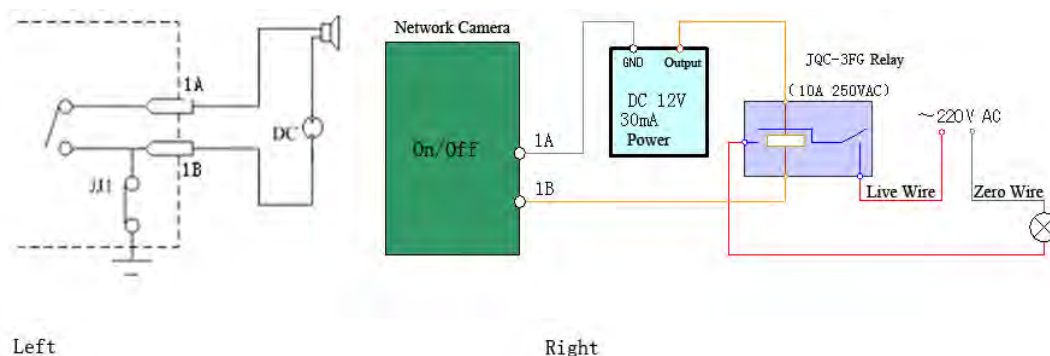 1A
DC
1B
JJ1
Network Camera
On/Off
1A
1B
GND Output
DC 12V
30mA
Power
JQC-3FG Relay
(10A 250VAC)
~220V AC
Live Wire
Zero Wire
Left
Right